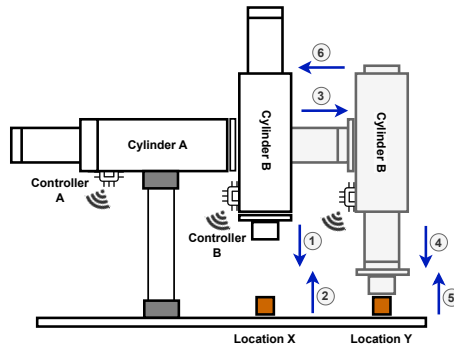 6
3
Cylinder A
Cylinder B
Cylinder B
Controller
A
Controller
B
1
4
2
5
Location X
Location Y